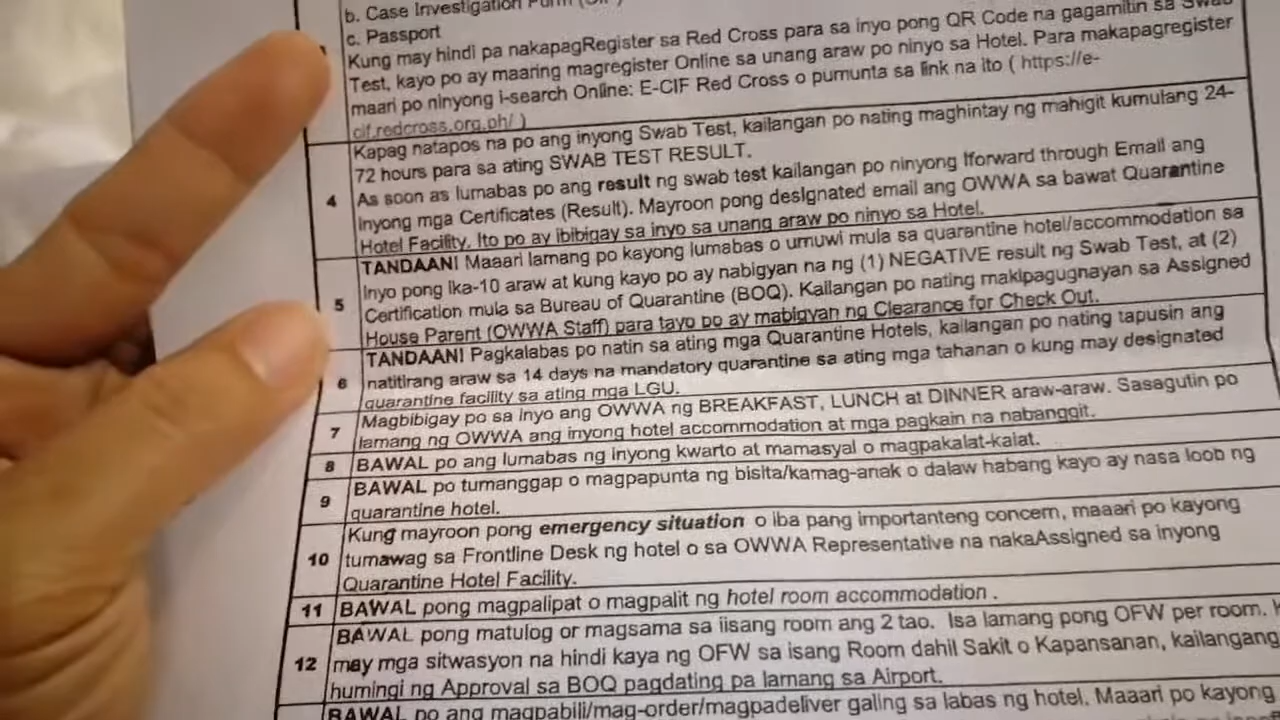 b. Case Investigation Form (CIF)
c. Passport
Kung may hindi pa nakapagRegister sa Red Cross para sa inyo pong QR Code na gagamitin sa Swab
Test, kayo po ay maaring magregister Online sa unang araw po ninyo sa Hotel. Para makapagregister
maari po ninyong i-search Online: E-CIF Red Cross o pumunta sa link na ito ( https://e-
cif.redcross.org.ph/ )
Kapag natapos na po ang inyong Swab Test, kailangan po nating maghintay ng mahigit kumulang 24-
72 hours para sa ating SWAB TEST RESULT.
4 As soon as lumabas po ang result ng swab test kailangan po ninyong Iforward through Email ang
inyong mga Certificates (Result). Mayroon pong designated email ang OWWA sa bawat Quarantine
Hotel Facility. Ito po ay ibibigay sa inyo sa unang araw po ninyo sa Hotel.
TANDAAN! Maaari lamang po kayong lumabas o umuwi mula sa quarantine hotel/accommodation sa
inyo pong ika-10 araw at kung kayo po ay nabigyan na ng (1) NEGATIVE result ng Swab Test, at (2)
5 Certification mula sa Bureau of Quarantine (BOQ). Kailangan po nating makipagugnayan sa Assigned
House Parent (OWWA Staff) para tayo po ay mabigyan ng Clearance for Check Out.
TANDAAN! Pagkalabas po natin sa ating mga Quarantine Hotels, kailangan po nating tapusin ang
6 natitirang araw sa 14 days na mandatory quarantine sa ating mga tahanan o kung may designated
quarantine facility sa ating mga LGU.
7 Magbibigay po sa inyo ang OWWA ng BREAKFAST, LUNCH at DINNER araw-araw. Sasagutin po
lamang ng OWWA ang inyong hotel accommodation at mga pagkain na nabanggit.
8 BAWAL po ang lumabas ng inyong kwarto at mamasyal o magpakalat-kalat.
9 BAWAL po tumanggap o magpapunta ng bisita/kamag-anak o dalaw habang kayo ay nasa loob ng
quarantine hotel.
Kung mayroon pong emergency situation o iba pang importanteng concern, maaari po kayong
10 tumawag sa Frontline Desk ng hotel o sa OWWA Representative na nakaAssigned sa inyong
Quarantine Hotel Facility.
11 BAWAL pong magpalipat o magpalit ng hotel room accommodation .
BAWAL pong matulog or magsama sa iisang room ang 2 tao. Isa lamang pong OFW per room.
12 may mga sitwasyon na hindi kaya ng OFW sa isang Room dahil Sakit o Kapansanan, kailangang
humingi ng Approval sa BOQ pagdating pa lamang sa Airport.
BAWAL po ang magpabili/mag-order/magpadeliver galing sa labas ng hotel. Maaari po kayong